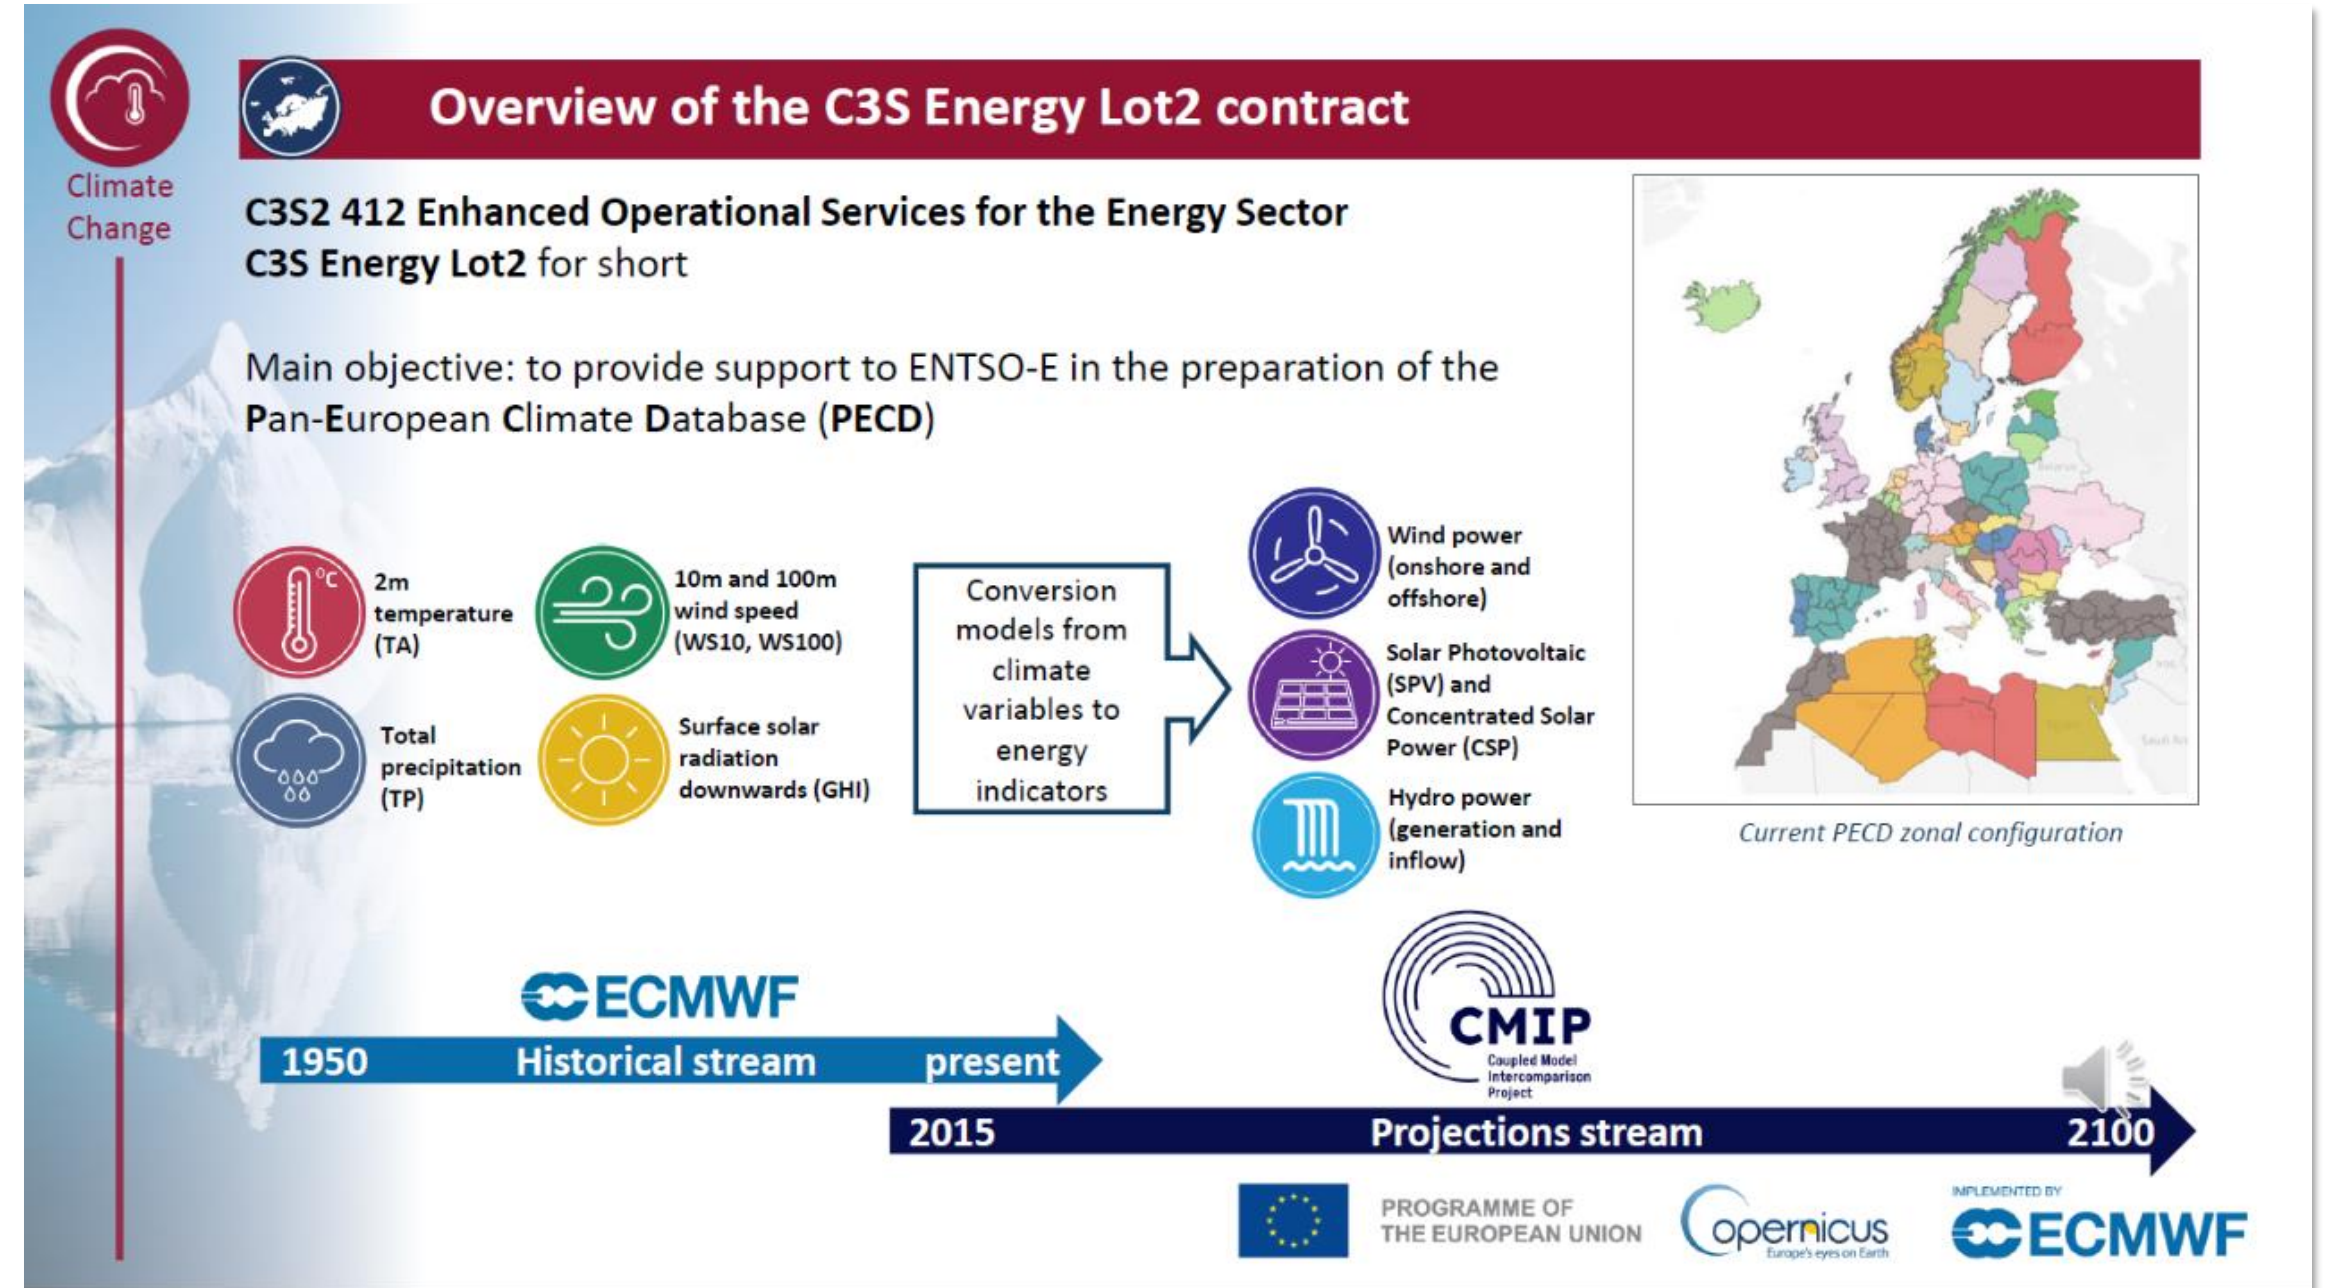 Climate
Change
Overview of the C3S Energy Lot2 contract
C3S2 412 Enhanced Operational Services for the Energy Sector
C3S Energy Lot2 for short
Main objective: to provide support to ENTSO-E in the preparation of the
Pan-European Climate Database (PECD)
°C
2m
temperature
(TA)
10m and 100m
wind speed
(WS10, WS100)
Total
precipitation
(TP)
Surface solar
radiation
downwards (GHI)
Conversion
models from
climate
variables to
energy
indicators
Wind power
(onshore and
offshore)
Solar Photovoltaic
(SPV) and
Concentrated Solar
Power (CSP)
Hydro power
(generation and
inflow)
Current PECD zonal configuration
ECMWF
1950 Historical stream present
CMIP
Coupled Model
Intercomparison
Project
2015 Projections stream 2100
PROGRAMME OF
THE EUROPEAN UNION
Copernicus
Europe's eyes on Earth
IMPLEMENTED BY
ECMWF